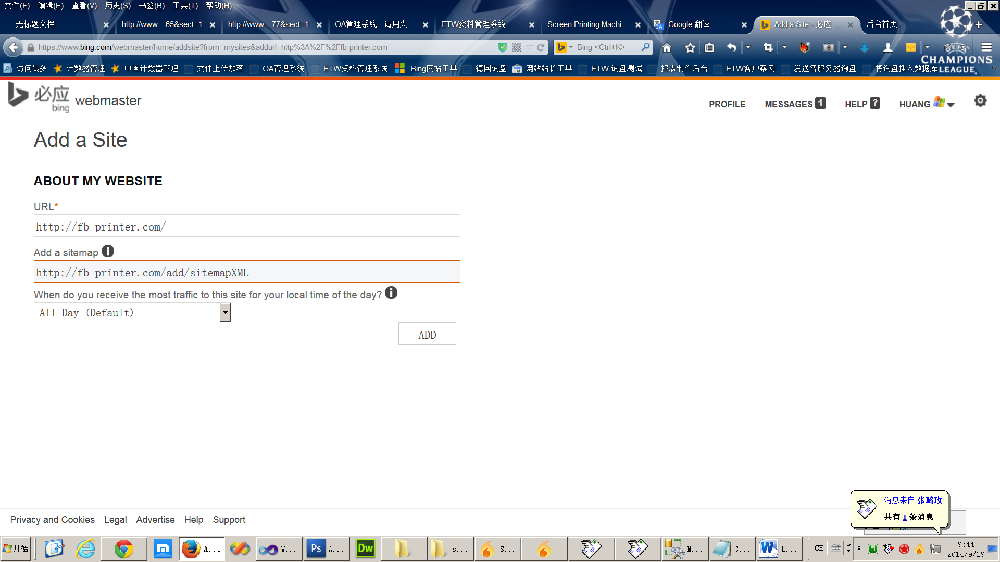 文件(F) 编辑(E) 查看(V) 历史(S) 书签(B) 工具(T) 帮助(H)
无标题文档 http://www...65&sect=1 http://www...77&sect=1 OA管理系统 - 请用火... ETW资料管理系统 - ... Screen Printing Machi... Google 翻译 Add a Site - 必应 ... 后台首页
https://www.bing.com/webmaster/home/addsite?from=mysites&addurl=http%3A%2F%2Ffb-printer.com Bing <Ctrl+K>
CHAMPIONS
LEAGUE
访问最多 计数器管理 中国计数器管理 文件上传加密 OA管理系统 ETW资料管理系统 Bing网站工具 德国询盘 网站站长工具 ETW 询盘测试 报表制作后台 ETW客户案例 发送各服务器询盘 将询盘插入数据库
必应
bing
webmaster
PROFILE MESSAGES 1 HELP ? HUANG
Add a Site
ABOUT MY WEBSITE
URL*
http://fb-printer.com/
Add a sitemap
http://fb-printer.com/add/sitemapXML
When do you receive the most traffic to this site for your local time of the day?
All Day (Default)
ADD
消息来自 张璐玫
共有 1 条消息
Privacy and Cookies Legal Advertise Help Support
开始 A... W... Ps A... Dw s... S... M... G... b... CH 9:44
2014/9/29